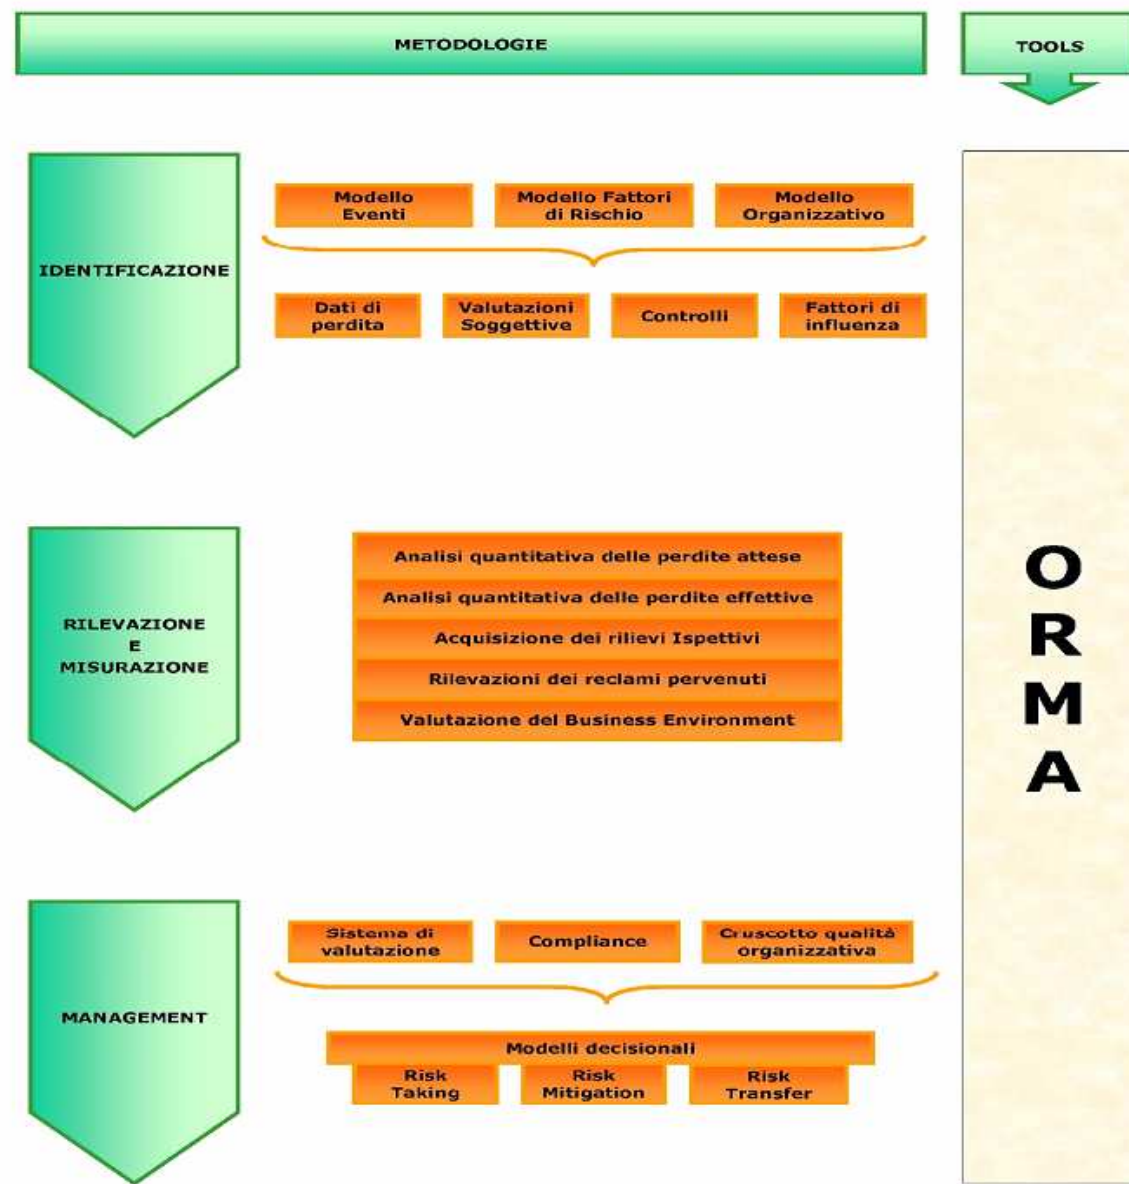 METODOLOGIE
TOOLS
IDENTIFICAZIONE
Modello
Eventi
Modello Fattori
di Rischio
Modello
Organizzativo
Dati di
perdita
Valutazioni
Soggettive
Controlli
Fattori di
influenza
RILEVAZIONE
E
MISURAZIONE
Analisi quantitativa delle perdite attese
Analisi quantitativa delle perdite effettive
Acquisizione dei rilievi Ispettivi
Rilevazioni dei reclami pervenuti
Valutazione del Business Environment
MANAGEMENT
Sistema di
valutazione
Compliance
Cruscotto qualità
organizzativa
Modelli decisionali
Risk
Taking
Risk
Mitigation
Risk
Transfer
O
R
M
A